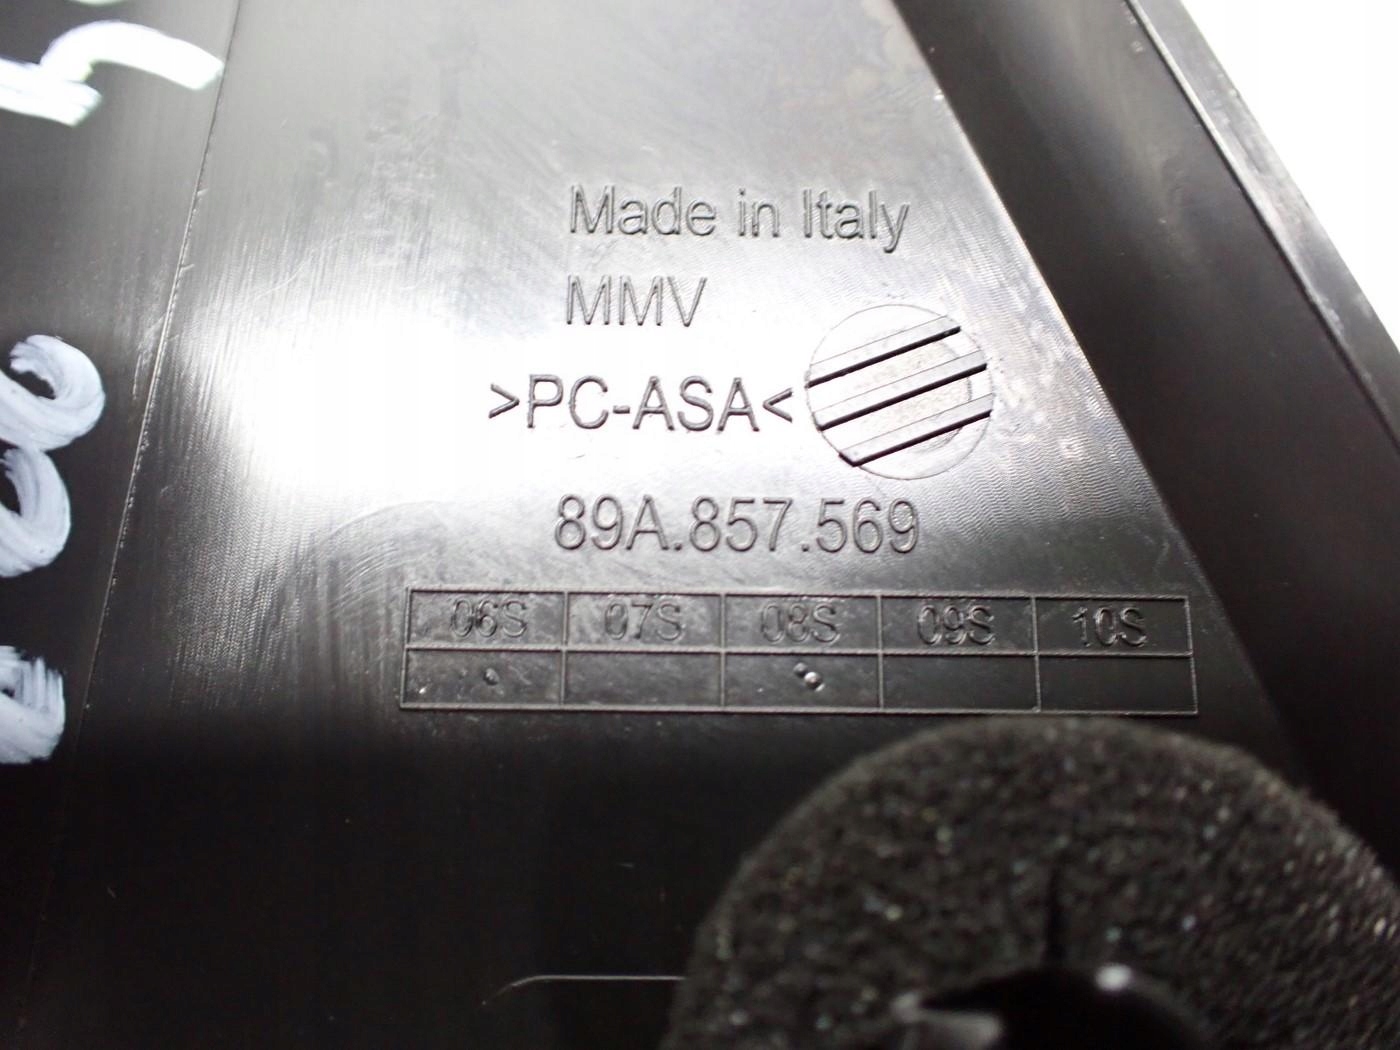 Made in Italy
MMV
>PC-ASA<
89A.857.569
06S 07S 08S 09S 10S